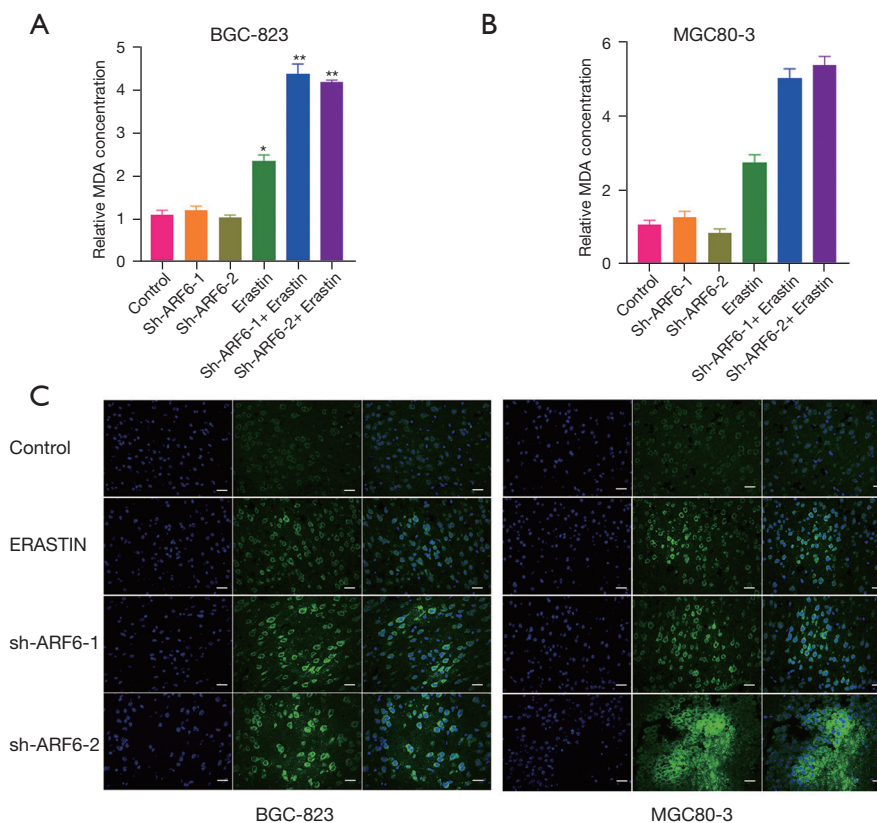 A
BGC-823
Relative MDA concentration
5
4
3
2
1
0
*
**
**
Control
Sh-ARF6-1
Sh-ARF6-2
Erastin
Sh-ARF6-1+ Erastin
Sh-ARF6-2+ Erastin
B
MGC80-3
Relative MDA concentration
6
4
2
0
Control
Sh-ARF6-1
Sh-ARF6-2
Erastin
Sh-ARF6-1+ Erastin
Sh-ARF6-2+ Erastin
C
Control
ERASTIN
sh-ARF6-1
sh-ARF6-2
BGC-823
MGC80-3